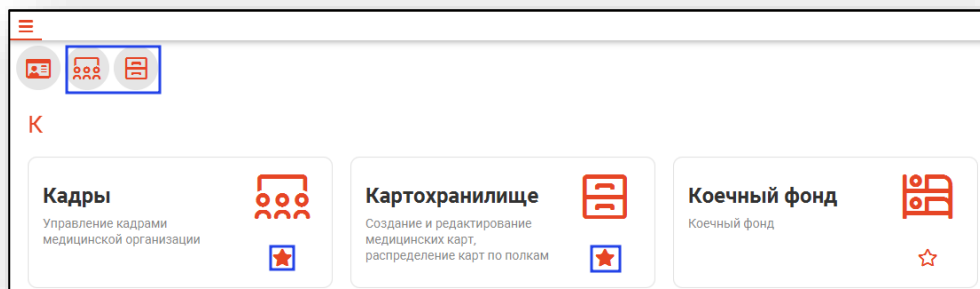 К
Кадры
Управление кадрами
медицинской организации
Картохранилище
Создание и редактирование
медицинских карт,
распределение карт по полкам
Коечный фонд
Коечный фонд